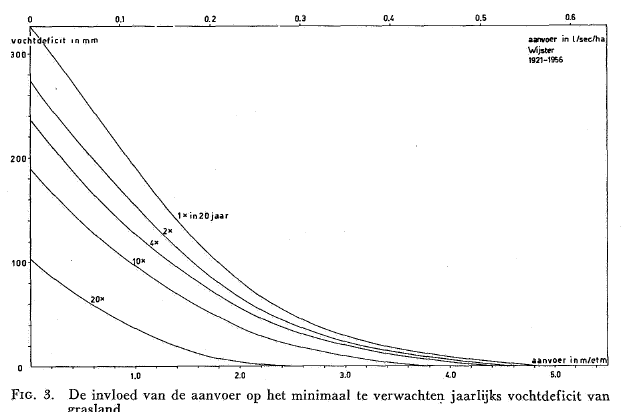 0 0.1 0.2 0.3 0.4 0.5 0.6
vochtdeficit in mm
aanvoer in l/sec/ha
Wijster
1921-1956
300
200
1× in 20 jaar
2×
4×
10×
100
20×
aanvoer in m/etm
0
0 1.0 2.0 3.0 4.0 5.0
FIG. 3. De invloed van de aanvoer op het minimaal te verwachten jaarlijks vochtdeficit van
grasland